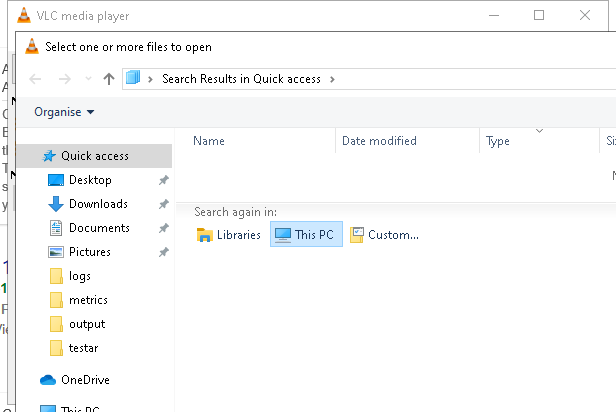 VLC media player
Select one or more files to open
Search Results in Quick access
Organise
Name Date modified Type
Quick access
Desktop
Downloads
Documents
Pictures
logs
metrics
output
testar
OneDrive
This PC
Search again in:
Libraries This PC Custom...